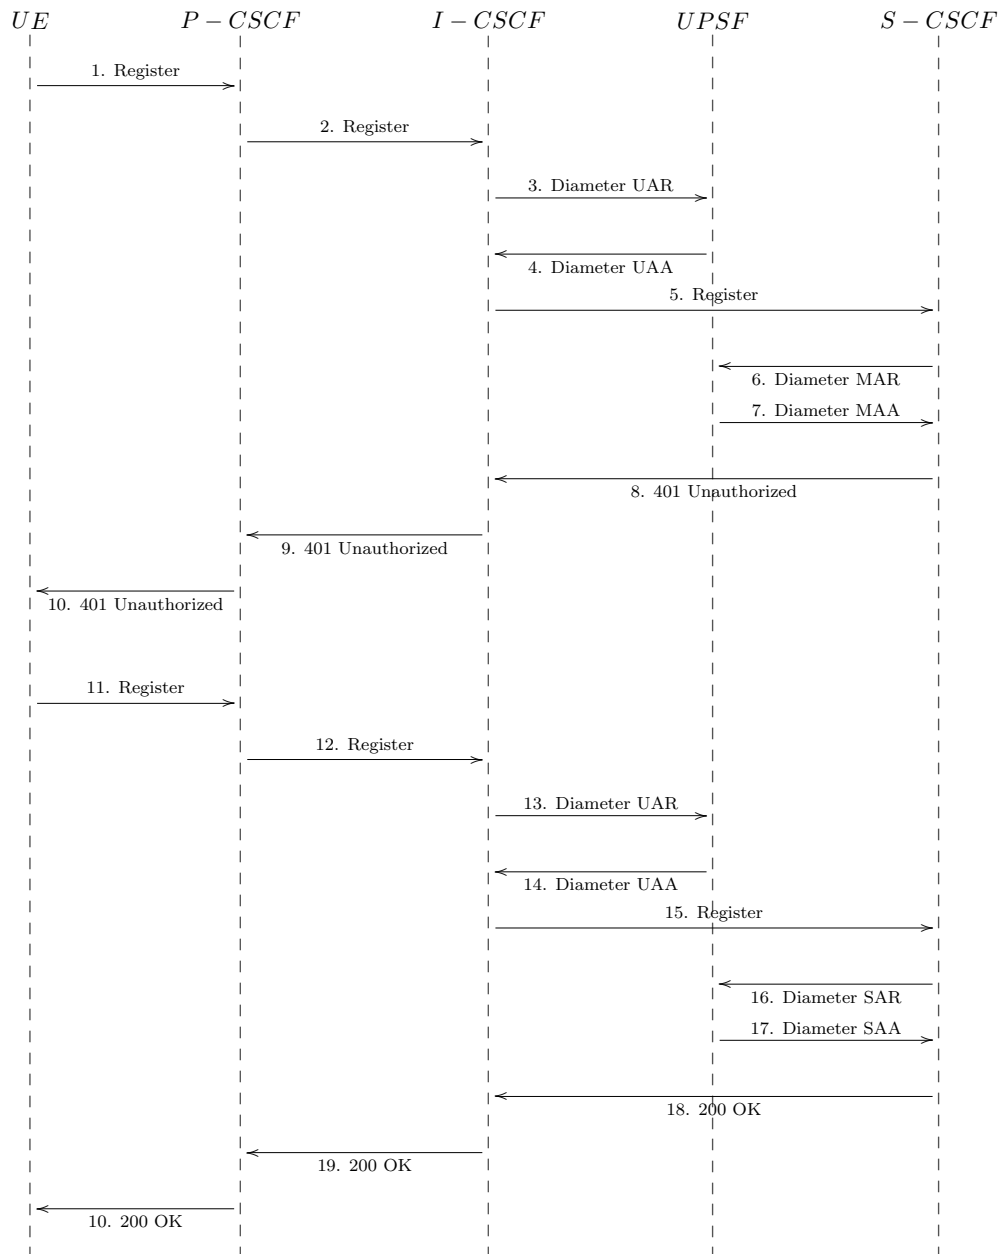 UE P − CSCF I − CSCF UPSF S − CSCF
1. Register
2. Register
3. Diameter UAR
4. Diameter UAA
5. Register
6. Diameter MAR
7. Diameter MAA
8. 401 Unauthorized
9. 401 Unauthorized
10. 401 Unauthorized
11. Register
12. Register
13. Diameter UAR
14. Diameter UAA
15. Register
16. Diameter SAR
17. Diameter SAA
18. 200 OK
19. 200 OK
10. 200 OK